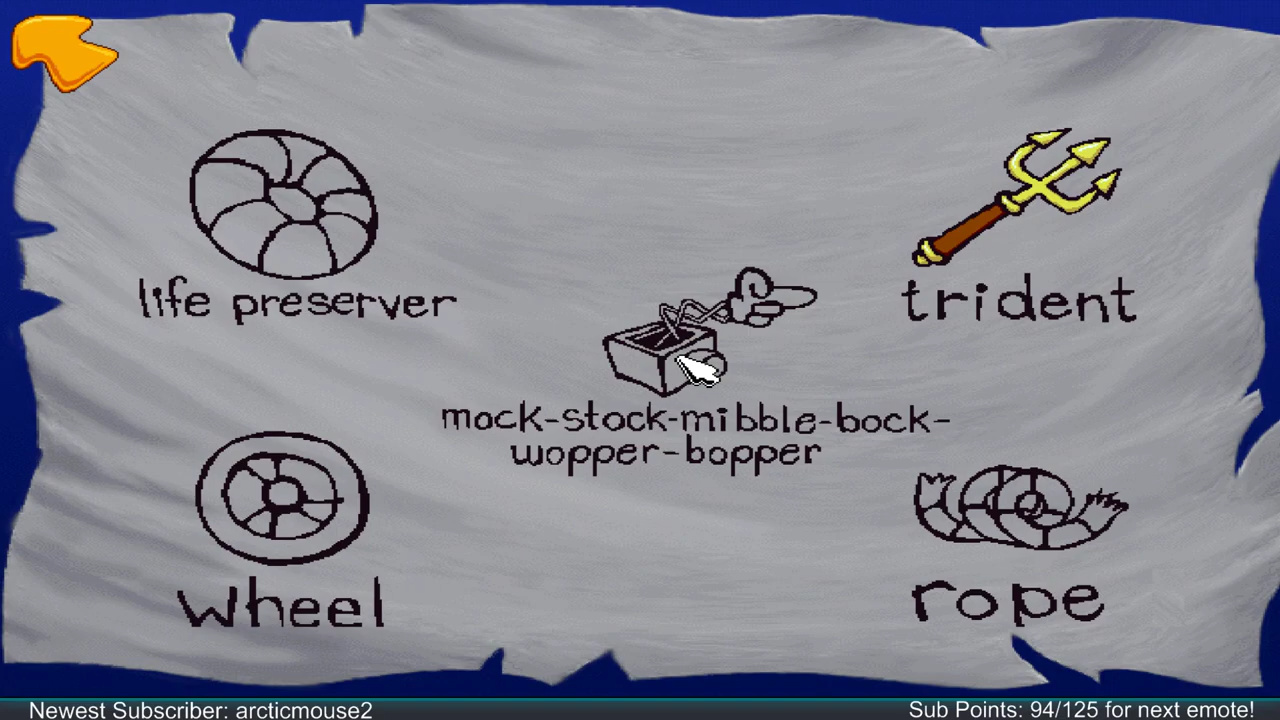 life preserver
trident
mock-stock-mibble-bock-
wopper-bopper
wheel
rope
Newest Subscriber: arcticmouse2
Sub Points: 94/125 for next emote!